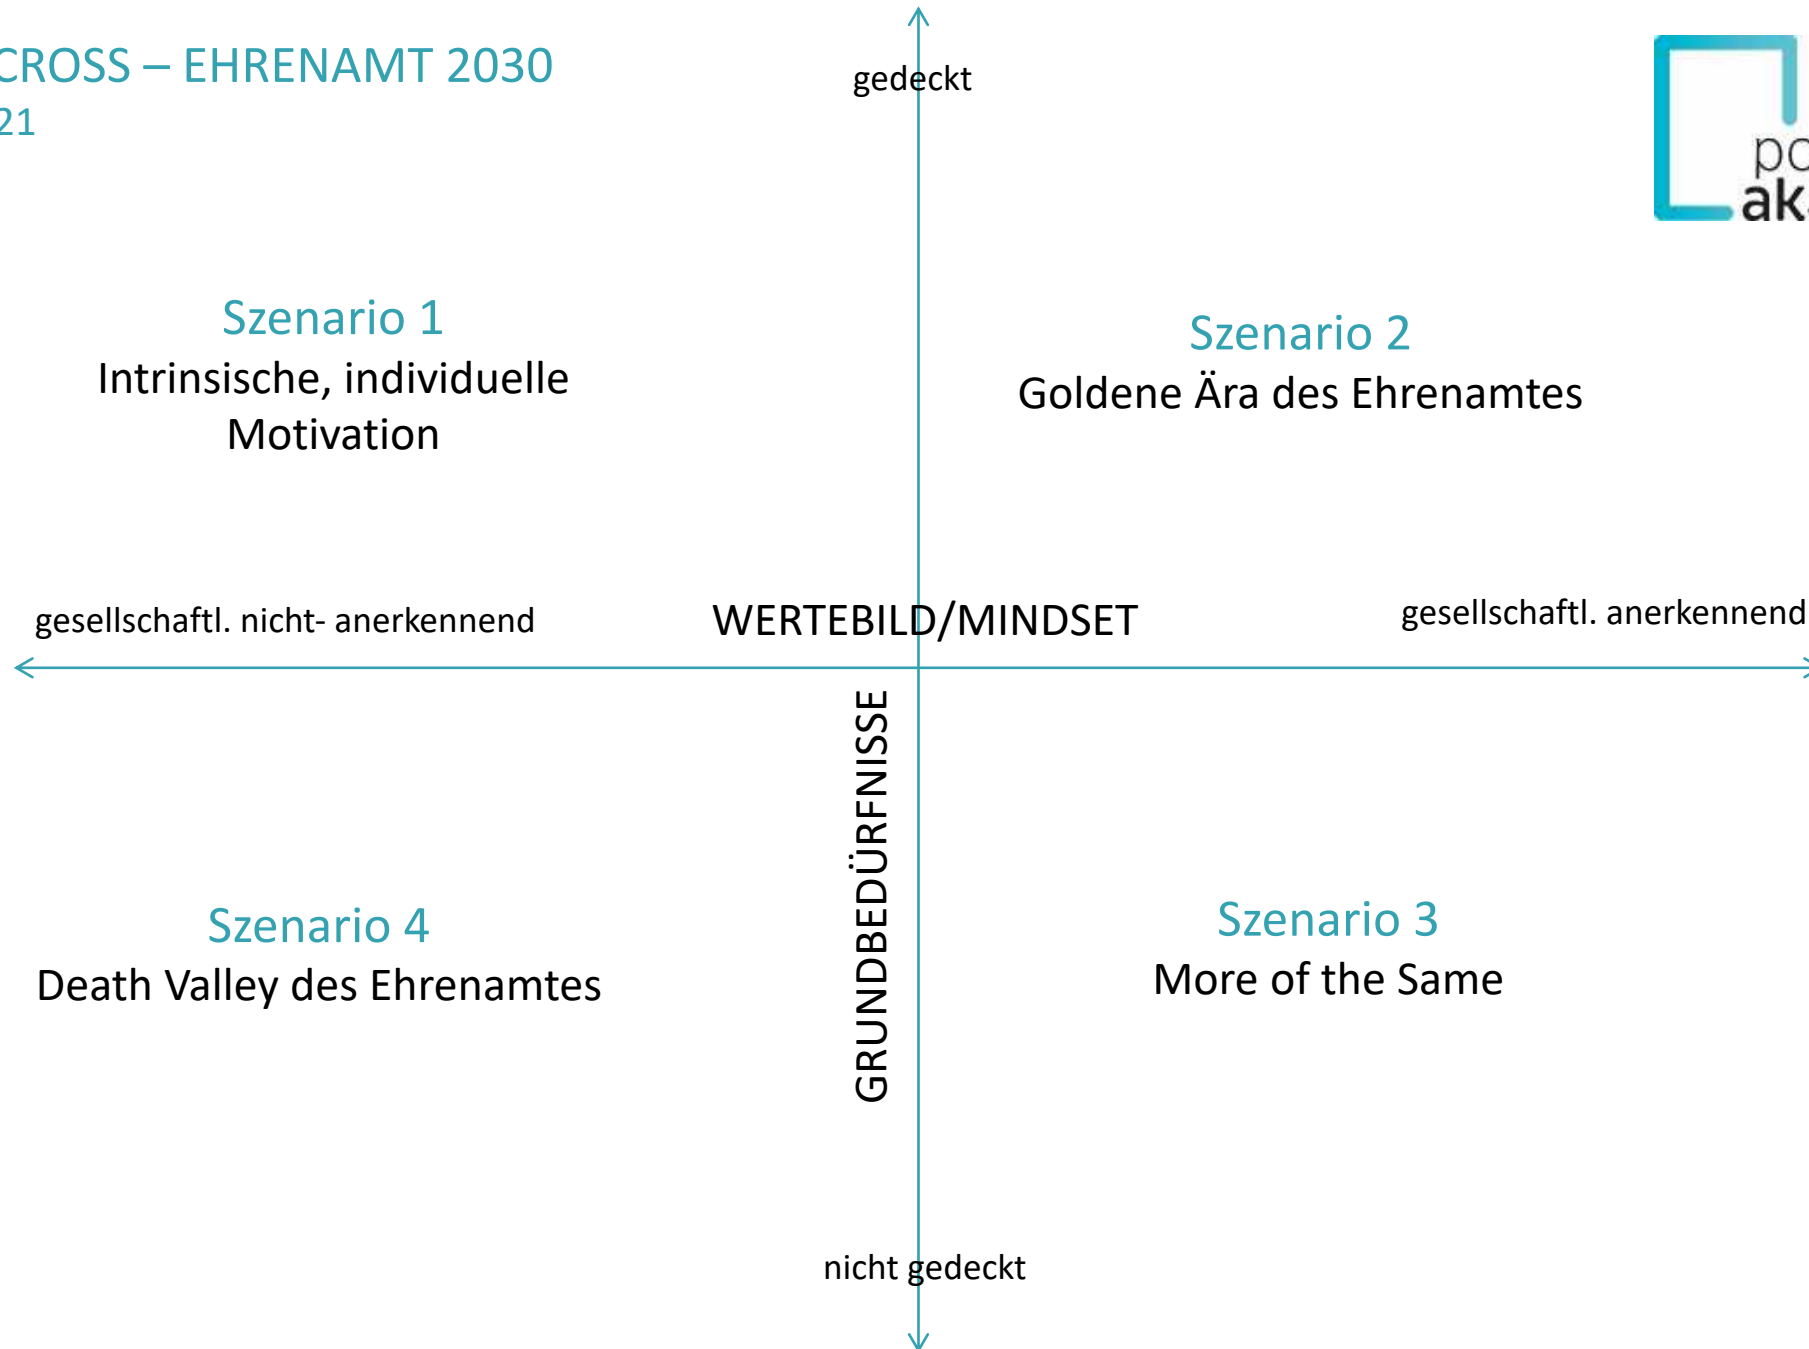 CROSS – EHRENAMT 2030
21
gedeckt
Szenario 1
Intrinsische, individuelle
Motivation
Szenario 2
Goldene Ära des Ehrenamtes
gesellschaftl. nicht- anerkennend
WERTEBILD/MINDSET
gesellschaftl. anerkennend
GRUNDBEDÜRFNISSE
Szenario 4
Death Valley des Ehrenamtes
Szenario 3
More of the Same
nicht gedeckt